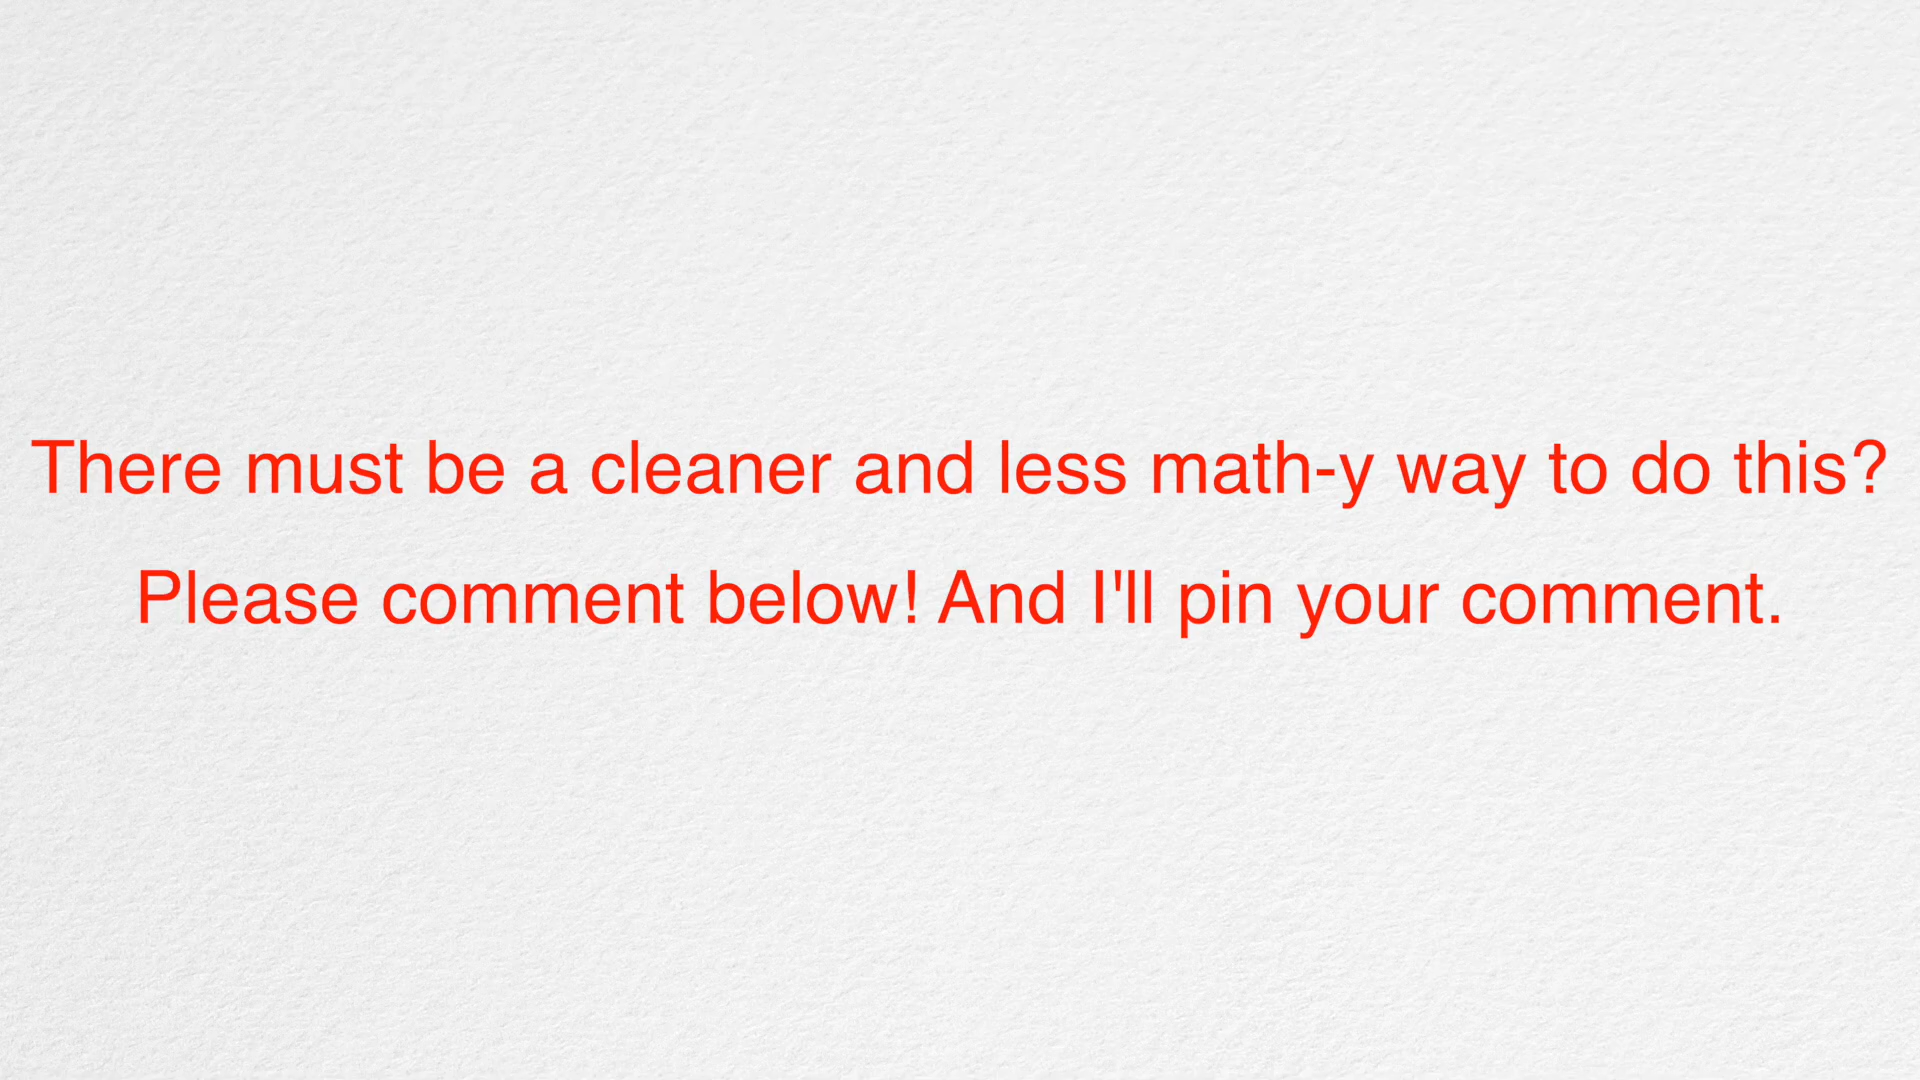 There must be a cleaner and less math-y way to do this?
Please comment below! And I'll pin your comment.